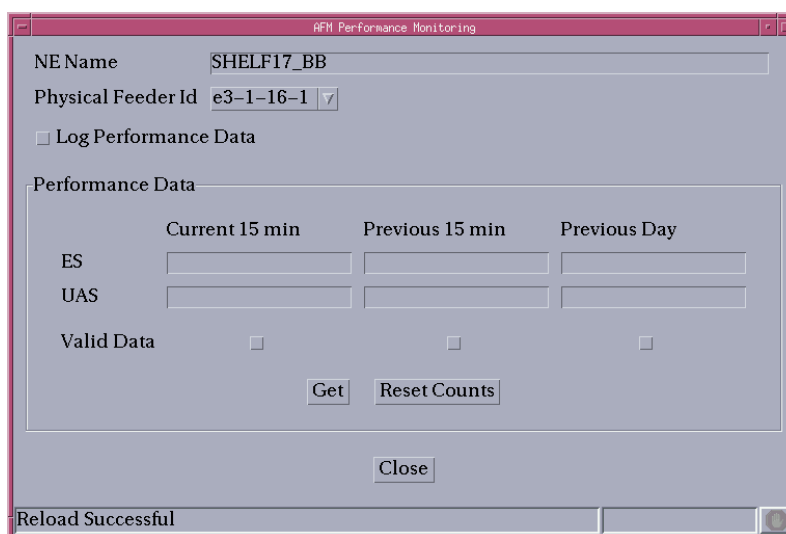 AFM Performance Monitoring
NE Name SHELF17_BB
Physical Feeder Id e3-1-16-1
Log Performance Data
Performance Data
Current 15 min Previous 15 min Previous Day
ES
UAS
Valid Data
Get Reset Counts
Close
Reload Successful